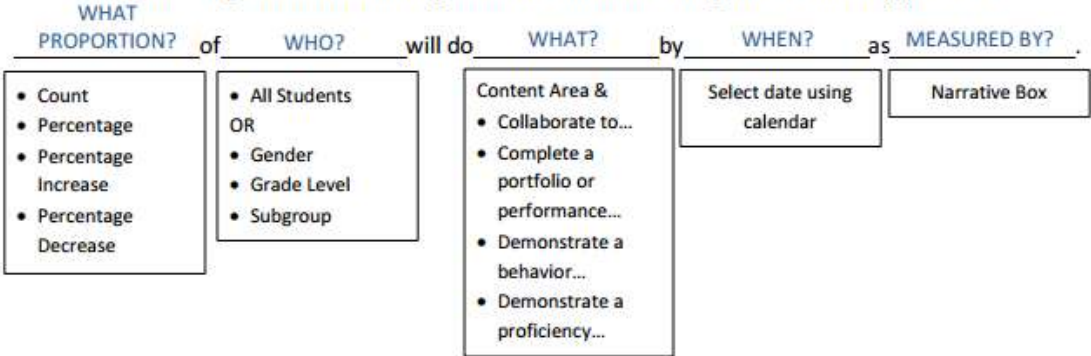 WHAT
PROPORTION? of WHO? will do WHAT? by WHEN? as MEASURED BY? .
• Count
• Percentage
• Percentage
Increase
• Percentage
Decrease
• All Students
OR
• Gender
• Grade Level
• Subgroup
Content Area &
• Collaborate to...
• Complete a
portfolio or
performance...
• Demonstrate a
behavior...
• Demonstrate a
proficiency...
Select date using
calendar
Narrative Box